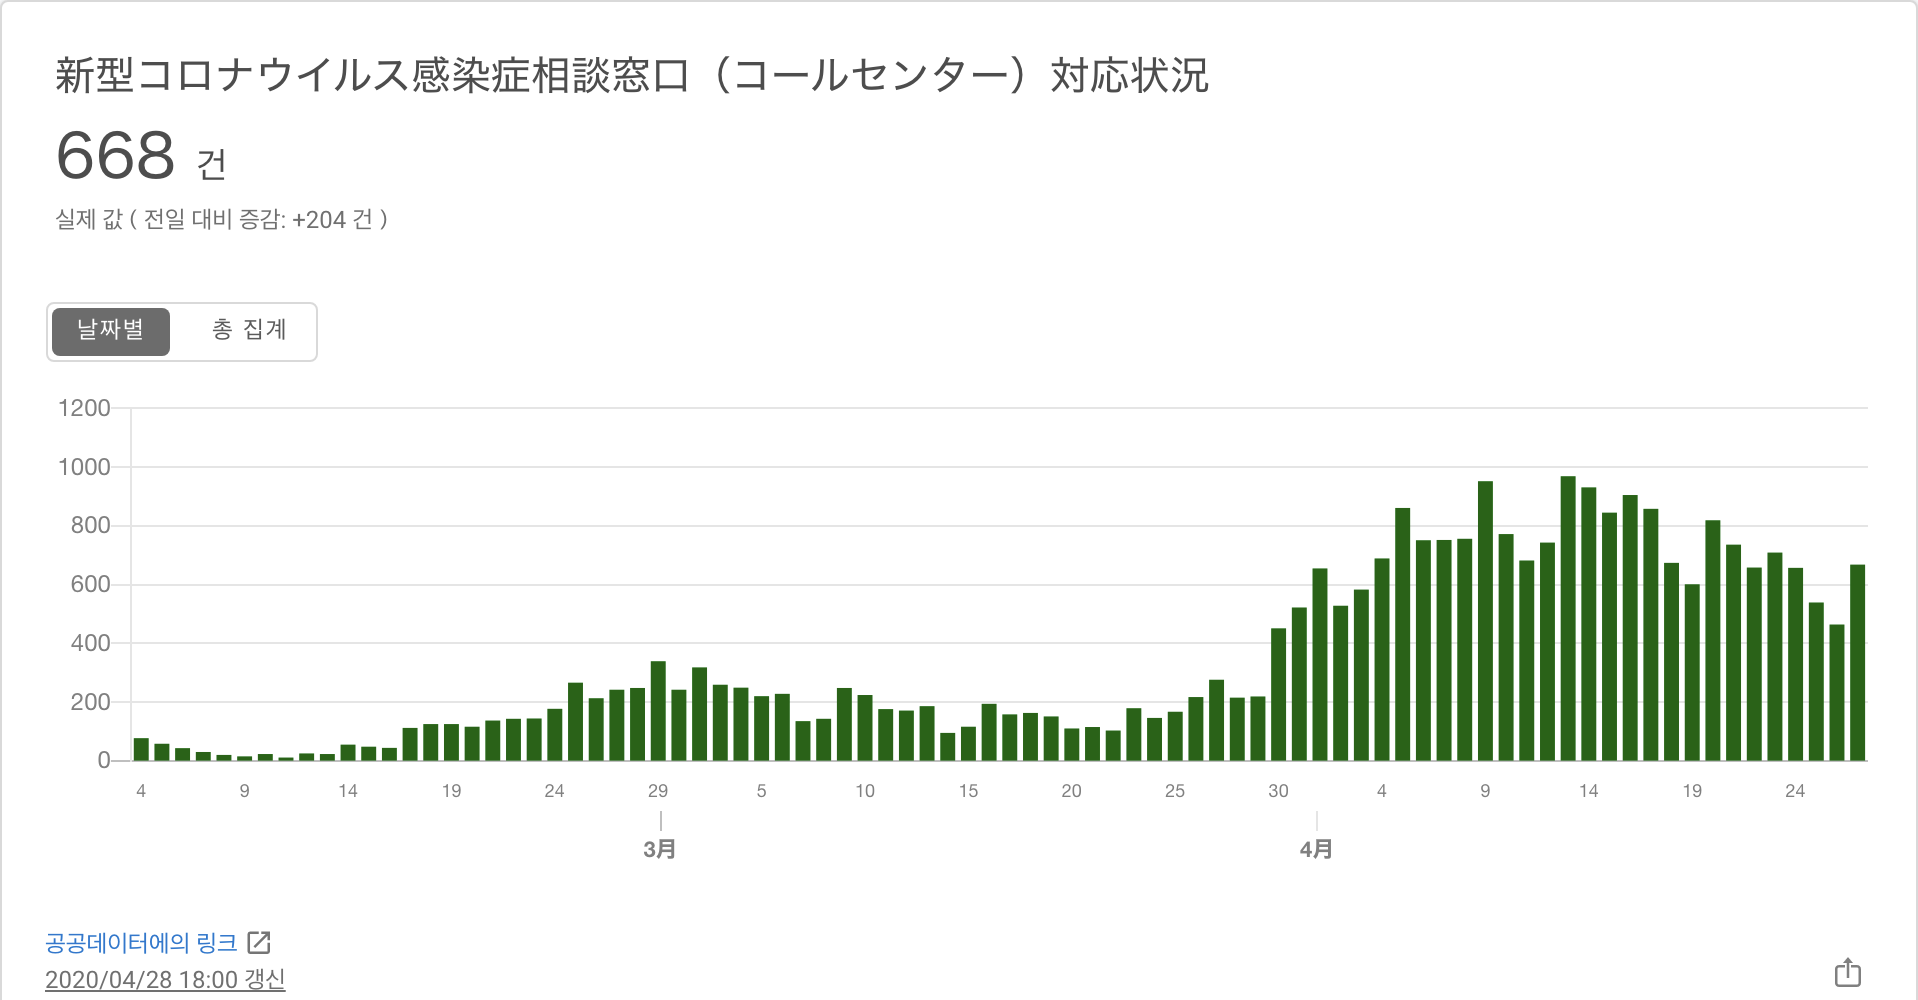 新型コロナウイルス感染症相談窓口（コールセンター）対応状況
668 건
실제 값 ( 전일 대비 증감: +204 건 )
날짜별 총 집계
1200
1000
800
600
400
200
0
4 9 14 19 24 29 5 10 15 20 25 30 4 9 14 19 24
3月 4月
공공데이터에의 링크
2020/04/28 18:00 갱신